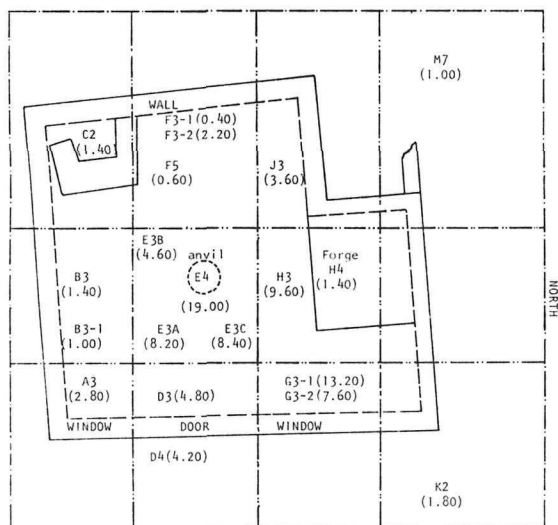 M7
(1.00)
WALL
C2
(1.40)
F3-1(0.40)
F3-2(2.20)
F5
(0.60)
J3
(3.60)
E3B
(4.60)
anvil
E4
(19.00)
B3
(1.40)
H3
(9.60)
Forge
H4
(1.40)
NORTH
B3-1
(1.00)
E3A
(8.20)
E3C
(8.40)
A3
(2.80)
D3(4.80)
G3-1(13.20)
G3-2(7.60)
WINDOW
DOOR
WINDOW
D4(4.20)
K2
(1.80)